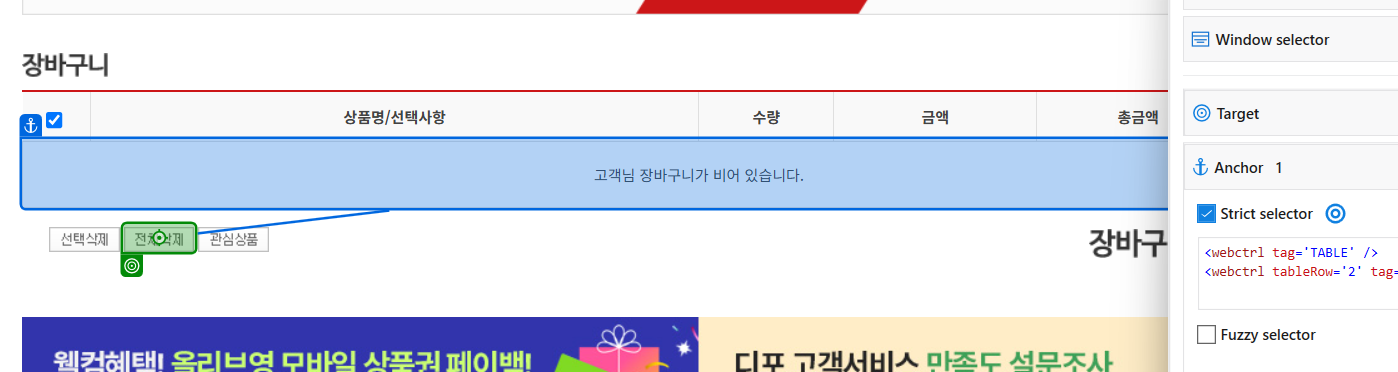 장바구니
상품명/선택사항 수량 금액 총금액
고객님 장바구니가 비어 있습니다.
선택삭제 전체삭제 관심상품
장바구
웰컴혜택! 올리브영 모바일 상품권 페이백!
디포 고객서비스 만족도 설문조사
Window selector
Target
Anchor 1
Strict selector
<webctrl tag='TABLE' />
<webctrl tableRow='2' tag=
Fuzzy selector